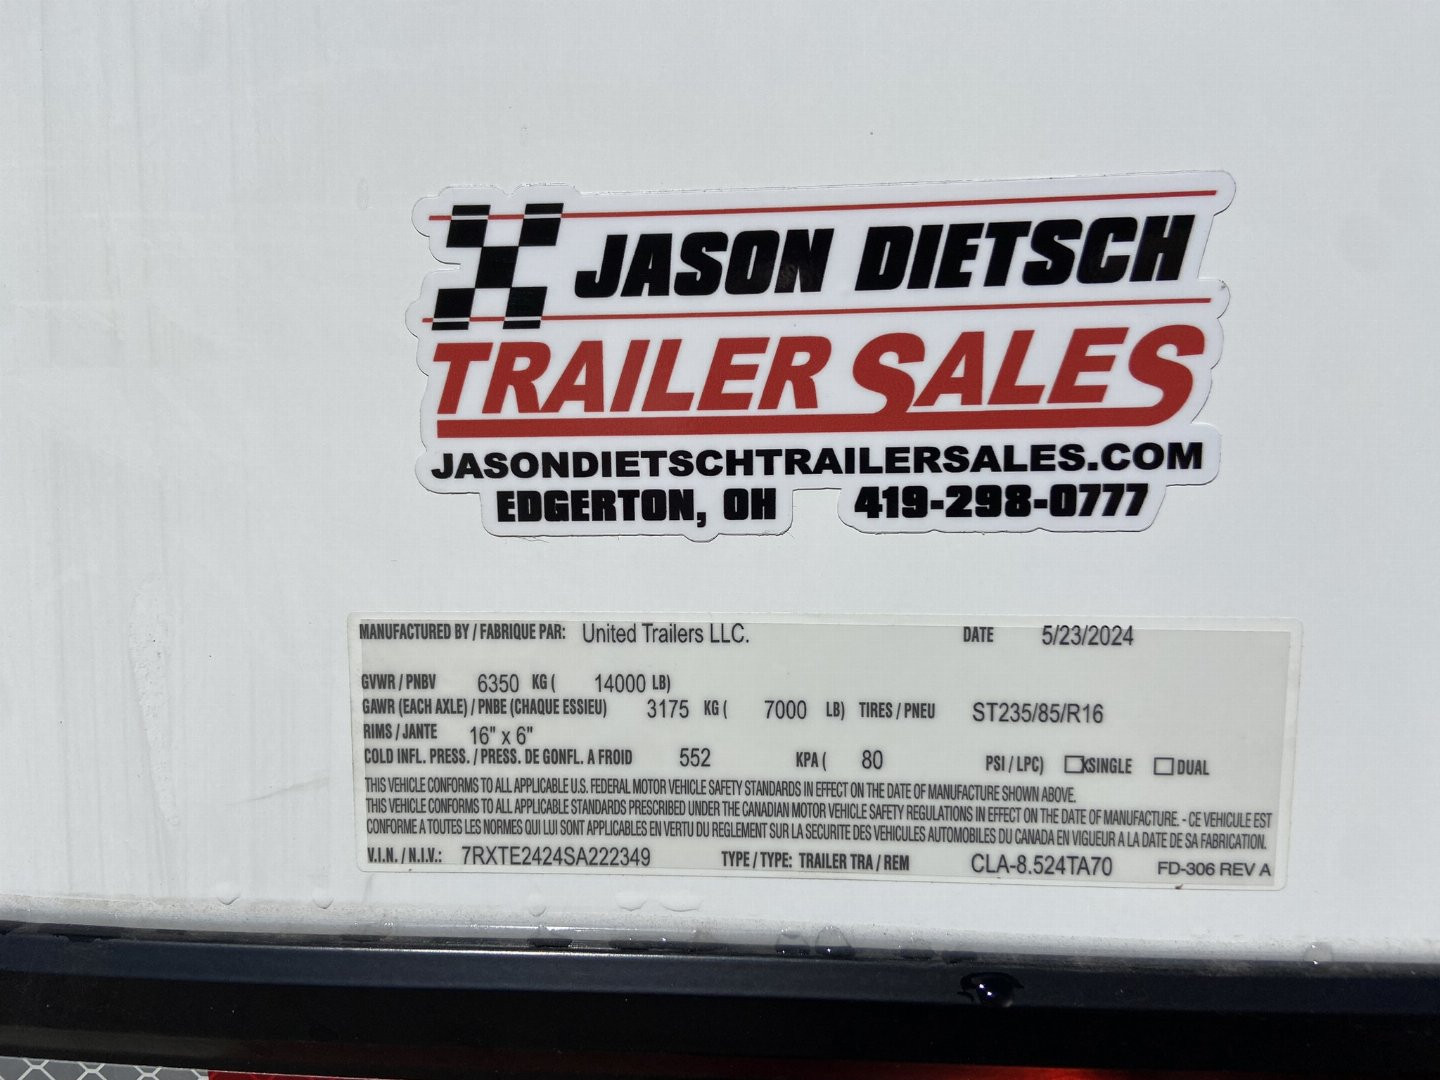 JASON DIETSCH
TRAILER SALES
JASONDIETSCHTRAILERSALES.COM
EDGERTON, OH 419-298-0777
MANUFACTURED BY / FABRIQUE PAR: United Trailers LLC. DATE 5/23/2024
GVWR / PNBV 6350 KG ( 14000 LB)
GAWR (EACH AXLE) / PNBE (CHAQUE ESSIEU) 3175 KG ( 7000 LB) TIRES / PNEU ST235/85/R16
RIMS / JANTE 16" x 6"
COLD INFL. PRESS. / PRESS. DE GONFL. A FROID 552 KPA ( 80 PSI / LPC) X SINGLE DUAL
THIS VEHICLE CONFORMS TO ALL APPLICABLE U.S. FEDERAL MOTOR VEHICLE SAFETY STANDARDS IN EFFECT ON THE DATE OF MANUFACTURE SHOWN ABOVE.
THIS VEHICLE CONFORMS TO ALL APPLICABLE STANDARDS PRESCRIBED UNDER THE CANADIAN MOTOR VEHICLE SAFETY REGULATIONS IN EFFECT ON THE DATE OF MANUFACTURE. - CE VEHICULE EST
CONFORME A TOUTES LES NORMES QUI LUI SONT APPLICABLES EN VERTU DU REGLEMENT SUR LA SECURITE DES VEHICULES AUTOMOBILES DU CANADA EN VIGUEUR A LA DATE DE SA FABRICATION.
V.I.N. / N.I.V.: 7RXTE2424SA222349 TYPE / TYPE: TRAILER TRA / REM CLA-8.524TA70 FD-306 REV A